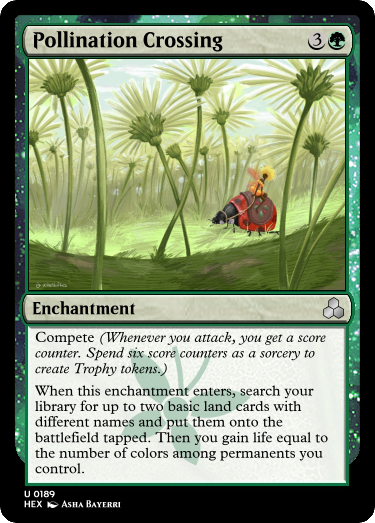 Pollination Crossing 3
Enchantment
Compete (Whenever you attack, you get a score
counter. Spend six score counters as a sorcery to
create Trophy tokens.)
When this enchantment enters, search your
library for up to two basic land cards with
different names and put them onto the
battlefield tapped. Then you gain life equal to
the number of colors among permanents you
control.
U 0189
HEX Asha Bayerri